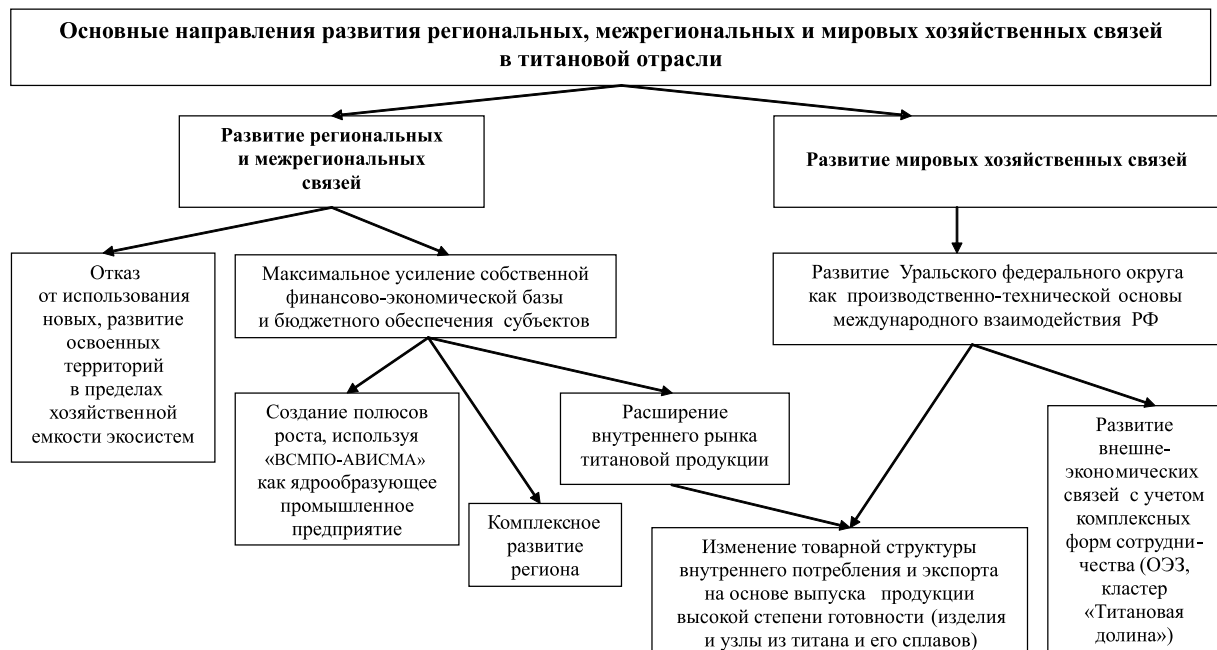 Основные направления развития региональных, межрегиональных и мировых хозяйственных связей
в титановой отрасли
Развитие региональных
и межрегиональных
связей
Развитие мировых хозяйственных связей
Отказ
от использования
новых, развитие
освоенных
территорий
в пределах
хозяйственной
емкости экосистем
Максимальное усиление собственной
финансово-экономической базы
и бюджетного обеспечения субъектов
Развитие Уральского федерального округа
как производственно-технической основы
международного взаимодействия РФ
Создание полюсов
роста, используя
«ВСМПО-АВИСМА»
как ядрообразующее
промышленное
предприятие
Комплексное
развитие
региона
Расширение
внутреннего рынка
титановой продукции
Изменение товарной структуры
внутреннего потребления и экспорта
на основе выпуска продукции
высокой степени готовности (изделия
и узлы из титана и его сплавов)
Развитие
внешне-
экономических
связей с учетом
комплексных
форм сотрудни-
чества (ОЭЗ,
кластер
«Титановая
долина»)